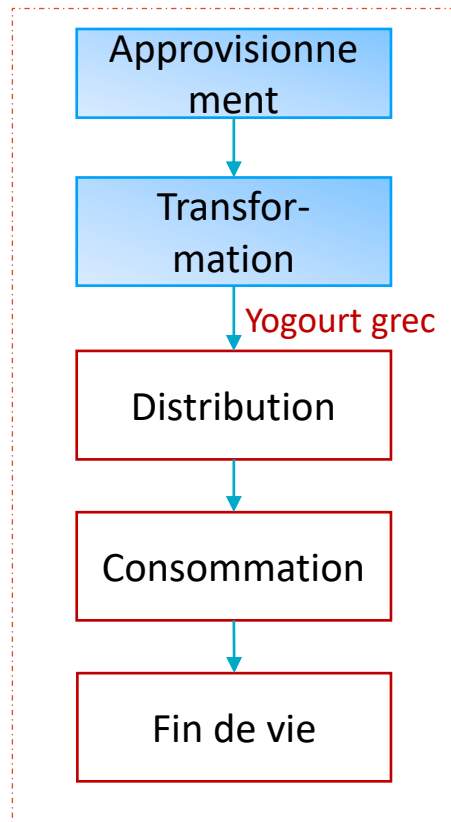 Approvisionne
ment
Transfor-
mation
Yogourt grec
Distribution
Consommation
Fin de vie